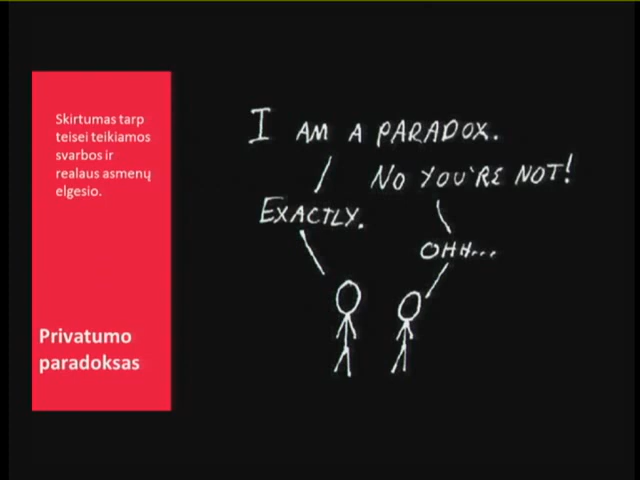 Skirtumas tarp
teisei teikiamos
svarbos ir
realaus asmenų
elgesio.
Privatumo
paradoksas
I AM A PARADOX.
NO YOU'RE NOT!
EXACTLY.
OHH...